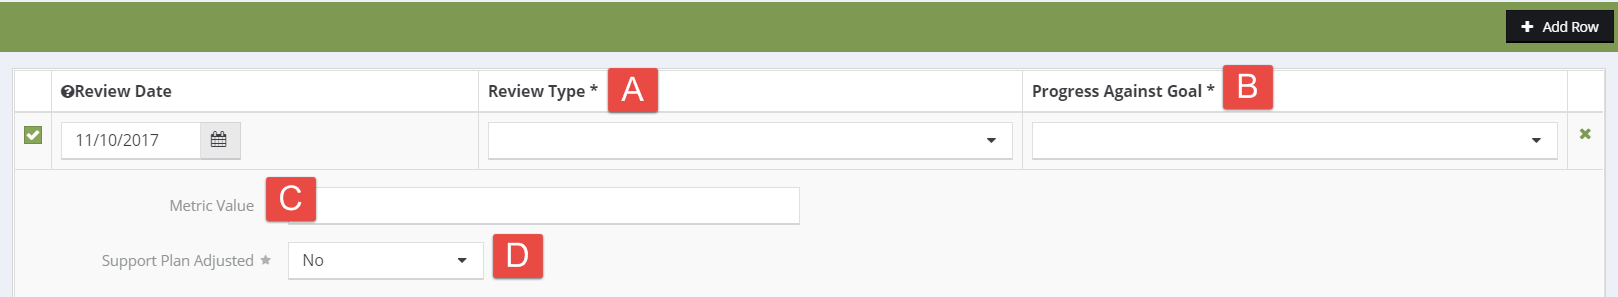 Add Row
Review Date Review Type * A Progress Against Goal * B
11/10/2017
Metric Value C
Support Plan Adjusted No D